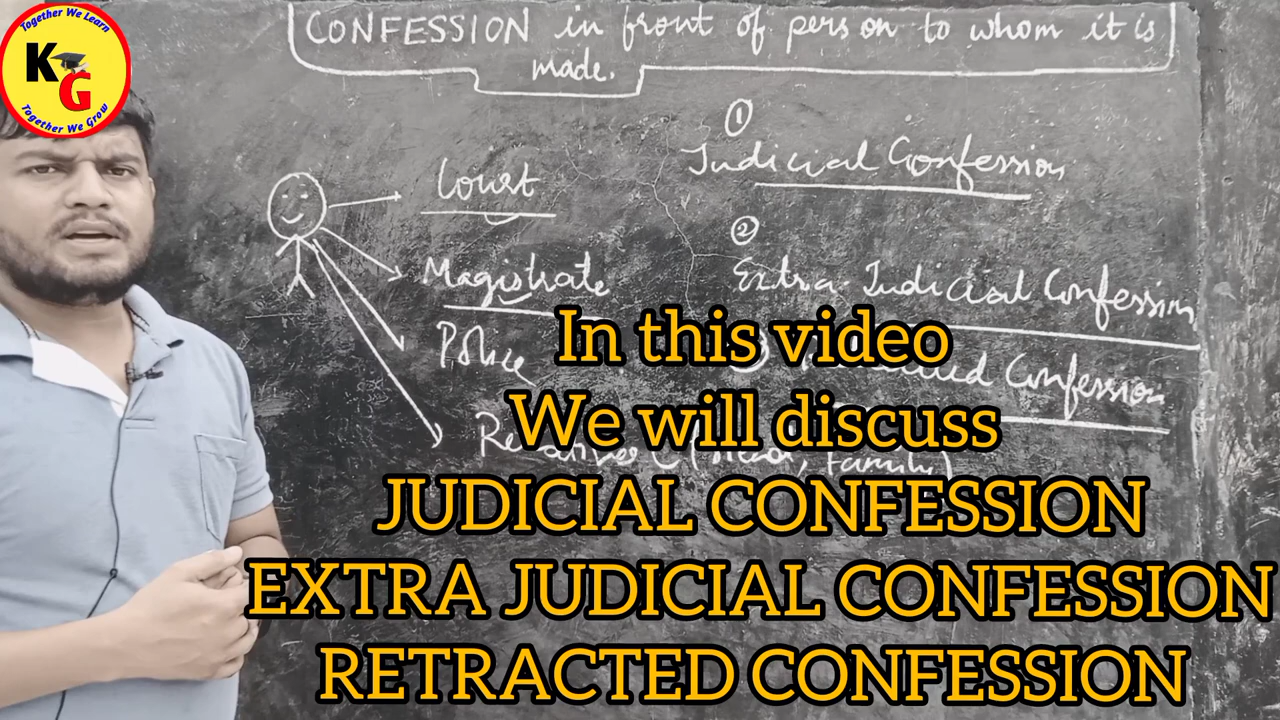 Together We Learn
KG
Together We Grow
CONFESSION in front of person to whom it is
made.
①
Judicial Confession
Court
②
Extra-Judicial Confession
Magistrate
Police
Confession
In this video
We will discuss
JUDICIAL CONFESSION
EXTRA JUDICIAL CONFESSION
RETRACTED CONFESSION